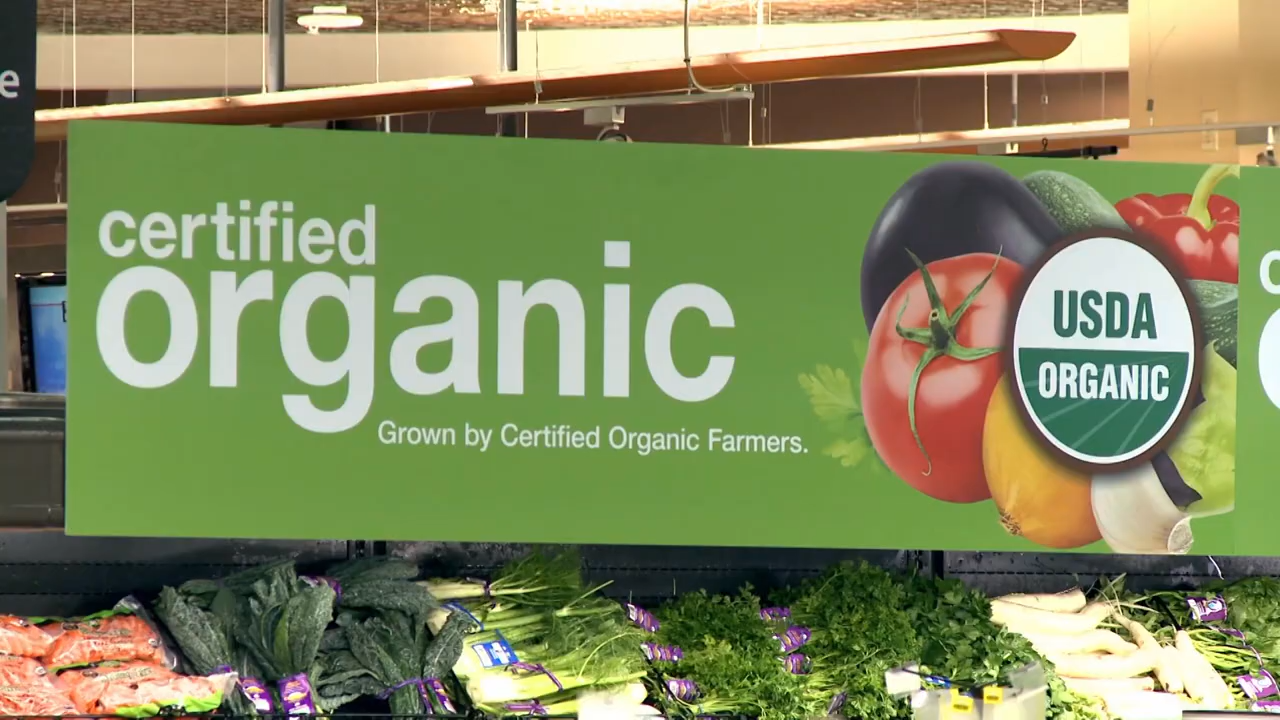 e
certified
organic
Grown by Certified Organic Farmers.
USDA
ORGANIC